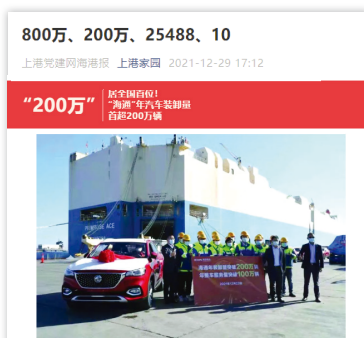 800万、200万、25488、10
上港党建网海港报 上港家园 2021-12-29 17:12
“200万”
居全国首位!
“海通”年汽车装卸量
首超200万辆